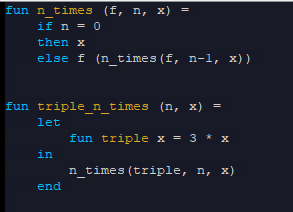 fun n_times (f, n, x) =
    if n = 0
    then x
    else f (n_times(f, n-1, x))
fun triple_n_times (n, x) =
    let
        fun triple x = 3 * x
    in
        n_times(triple, n, x)
    end